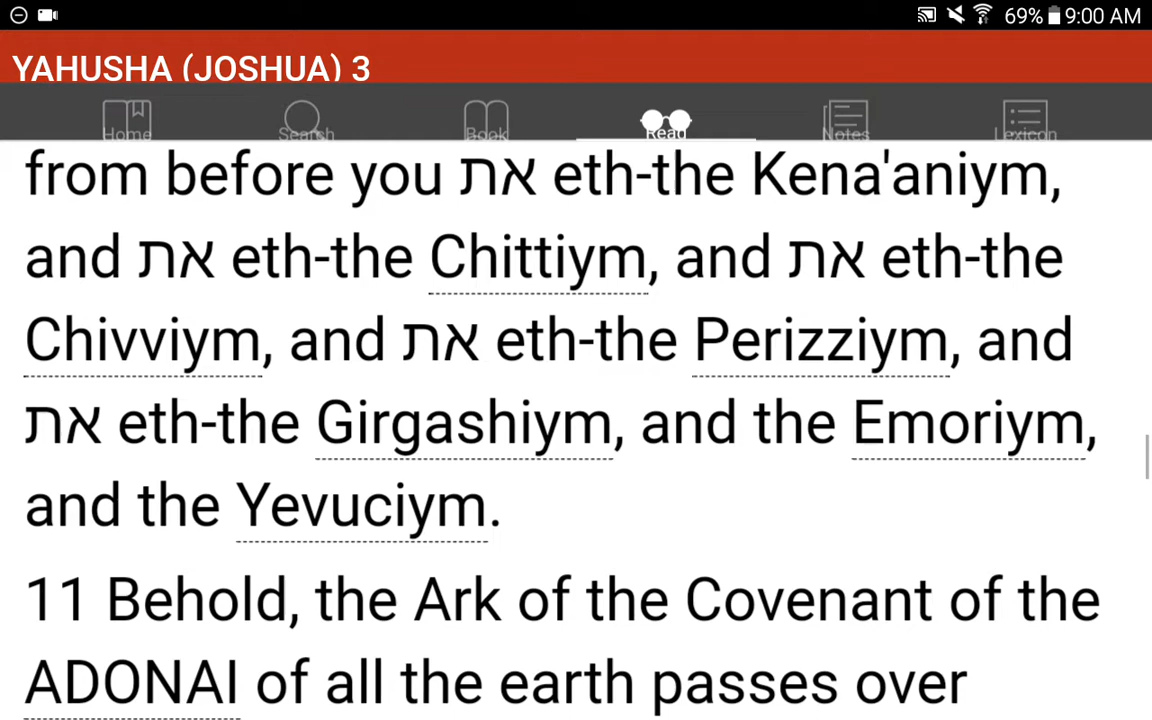 69% 9:00 AM
YAHUSHA (JOSHUA) 3
Home Search Book Read Notes Lexicon
from before you את eth-the Kena'aniym,
and את eth-the Chittiym, and את eth-the
Chivviym, and את eth-the Perizziym, and
את eth-the Girgashiym, and the Emoriym,
and the Yevuciym.
11 Behold, the Ark of the Covenant of the
ADONAI of all the earth passes over